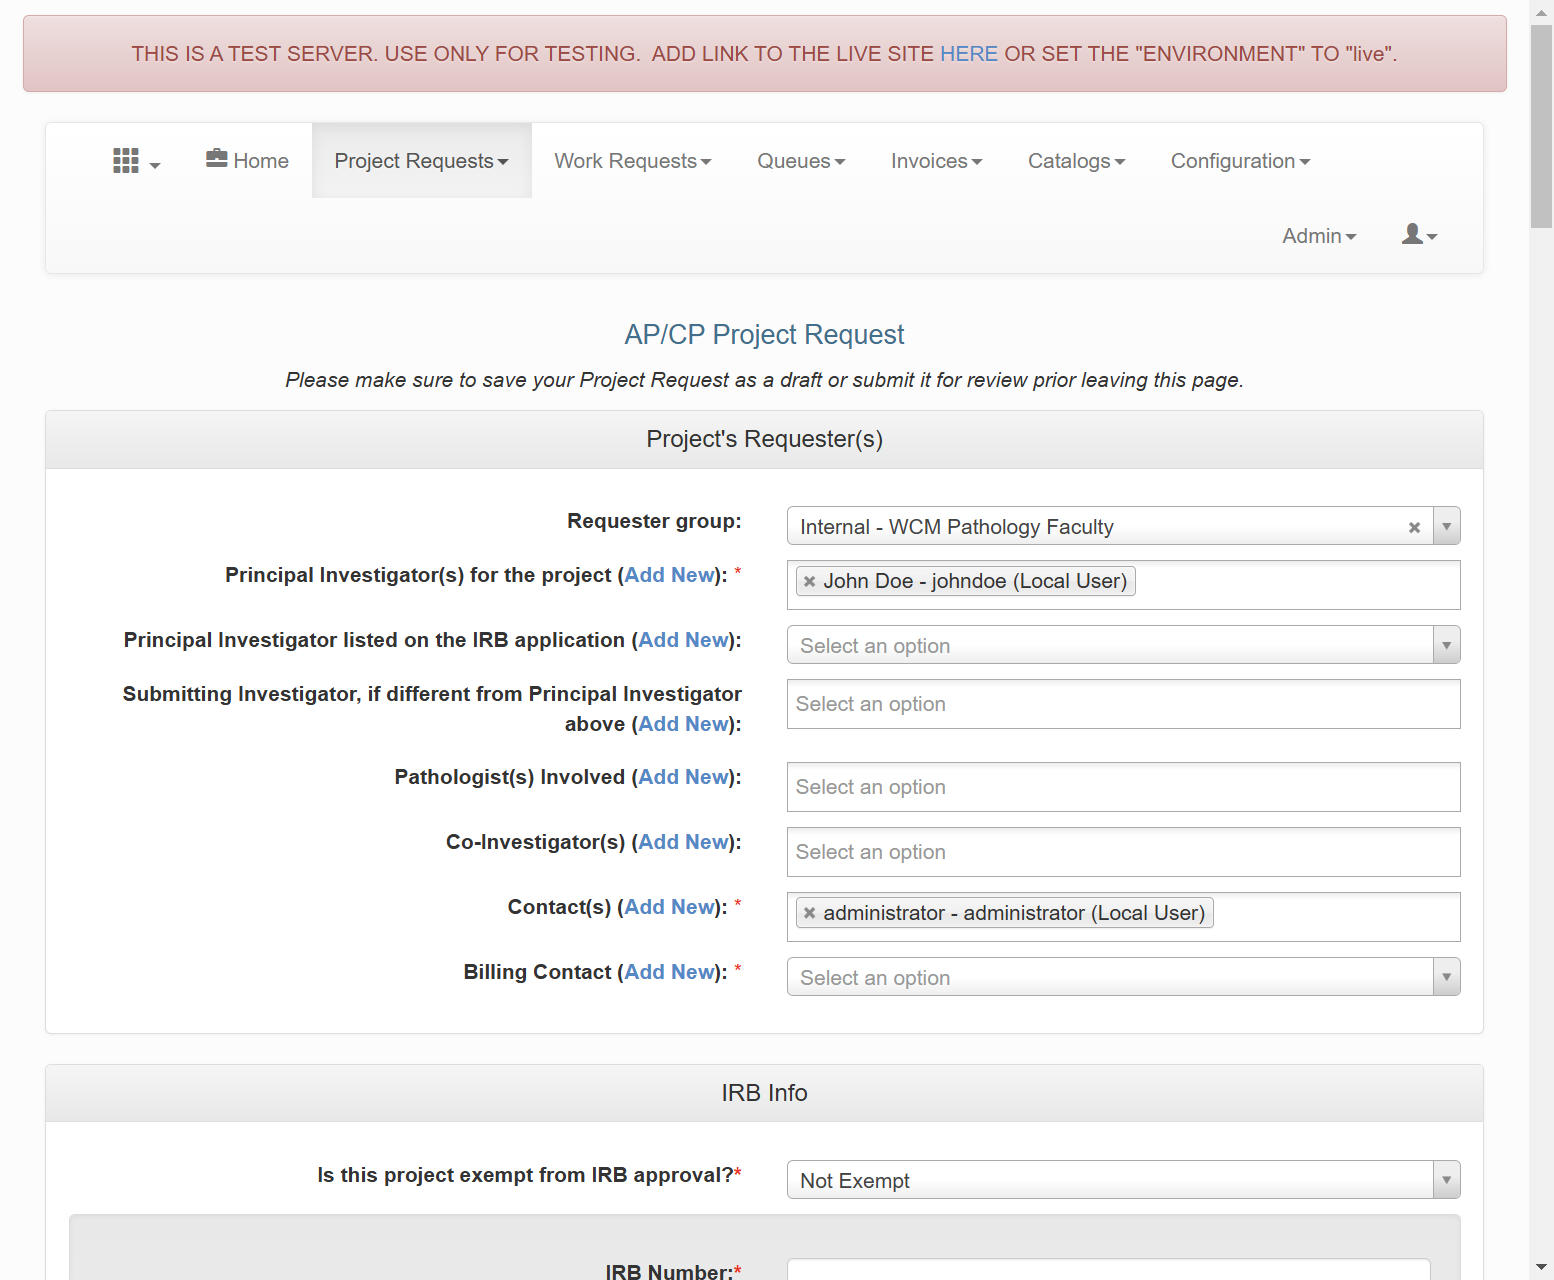 THIS IS A TEST SERVER. USE ONLY FOR TESTING.  ADD LINK TO THE LIVE SITE HERE OR SET THE "ENVIRONMENT" TO "live".
Home Project Requests Work Requests Queues Invoices Catalogs Configuration
Admin
AP/CP Project Request
Please make sure to save your Project Request as a draft or submit it for review prior leaving this page.
Project's Requester(s)
Requester group: Internal - WCM Pathology Faculty
Principal Investigator(s) for the project (Add New): * John Doe - johndoe (Local User)
Principal Investigator listed on the IRB application (Add New): Select an option
Submitting Investigator, if different from Principal Investigator
above (Add New): Select an option
Pathologist(s) Involved (Add New): Select an option
Co-Investigator(s) (Add New): Select an option
Contact(s) (Add New): * administrator - administrator (Local User)
Billing Contact (Add New): * Select an option
IRB Info
Is this project exempt from IRB approval?* Not Exempt
IRB Number:*